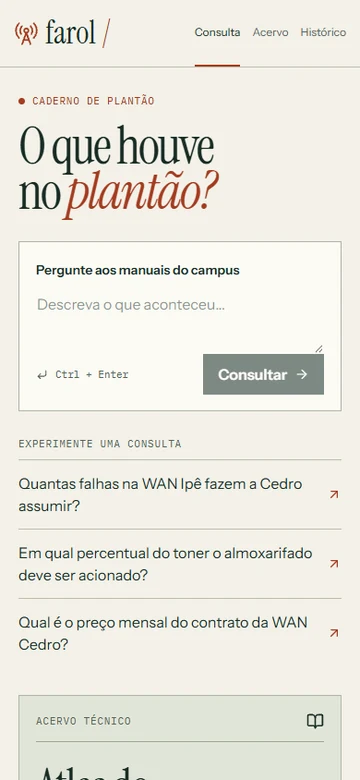 farol /
Consulta Acervo Histórico
CADERNO DE PLANTÃO
O que houve
no plantão?
Pergunte aos manuais do campus
Descreva o que aconteceu...
Ctrl + Enter
Consultar →
EXPERIMENTE UMA CONSULTA
Quantas falhas na WAN Ipê fazem a Cedro
assumir?
Em qual percentual do toner o almoxarifado
deve ser acionado?
Qual é o preço mensal do contrato da WAN
Cedro?
ACERVO TÉCNICO